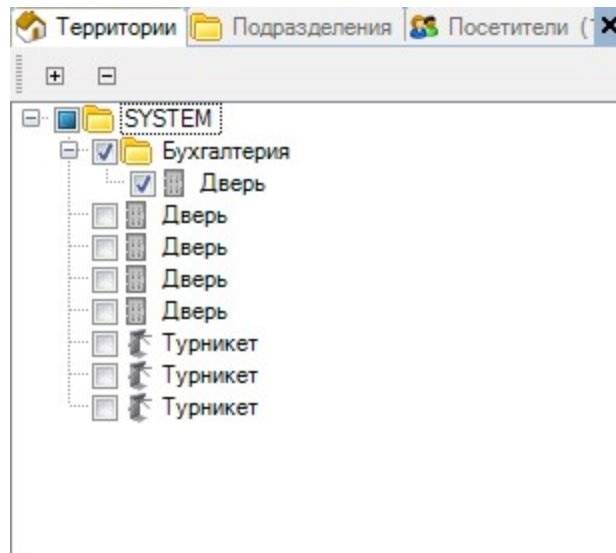 Территории Подразделения Посетители (
SYSTEM
Бухгалтерия
Дверь
Дверь
Дверь
Дверь
Дверь
Турникет
Турникет
Турникет